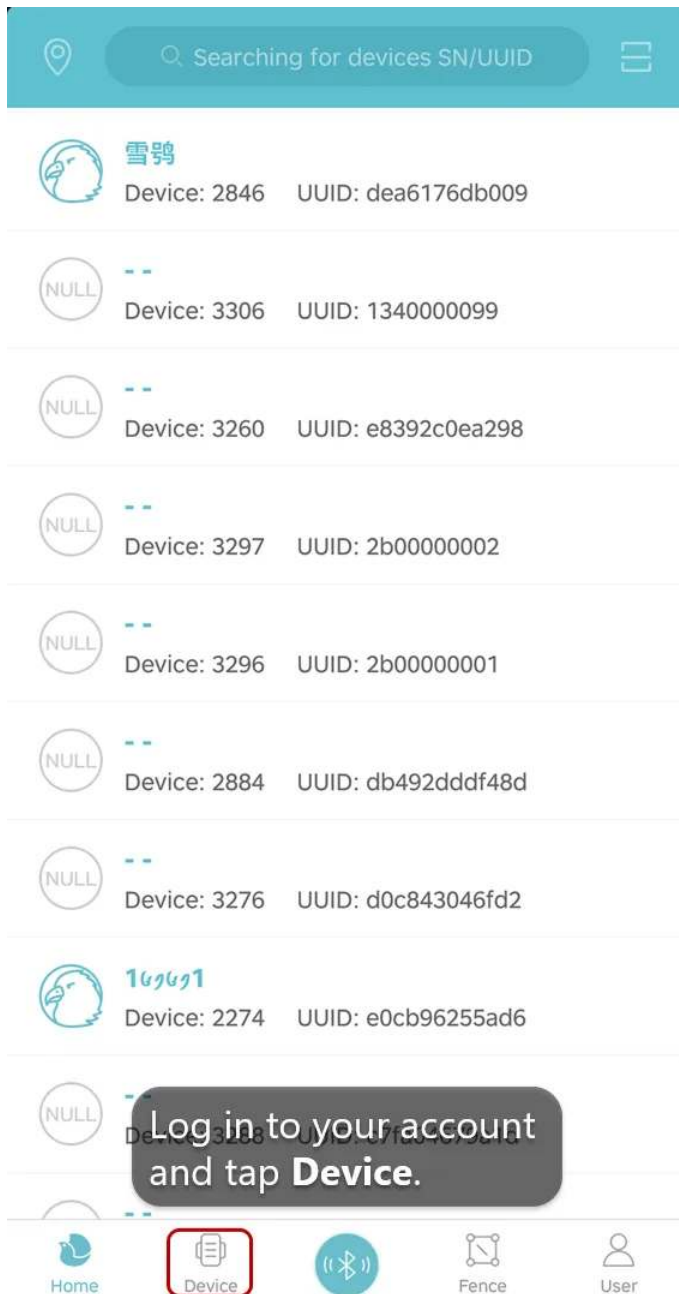 Searching for devices SN/UUID
雪鸮
Device: 2846 UUID: dea6176db009
NULL
- -
Device: 3306 UUID: 1340000099
NULL
- -
Device: 3260 UUID: e8392c0ea298
NULL
- -
Device: 3297 UUID: 2b00000002
NULL
- -
Device: 3296 UUID: 2b00000001
NULL
- -
Device: 2884 UUID: db492dddf48d
NULL
- -
Device: 3276 UUID: d0c843046fd2
Device: 2274 UUID: e0cb96255ad6
NULL
- -
Log in to your account
and tap Device.
- -
Home Device Fence User